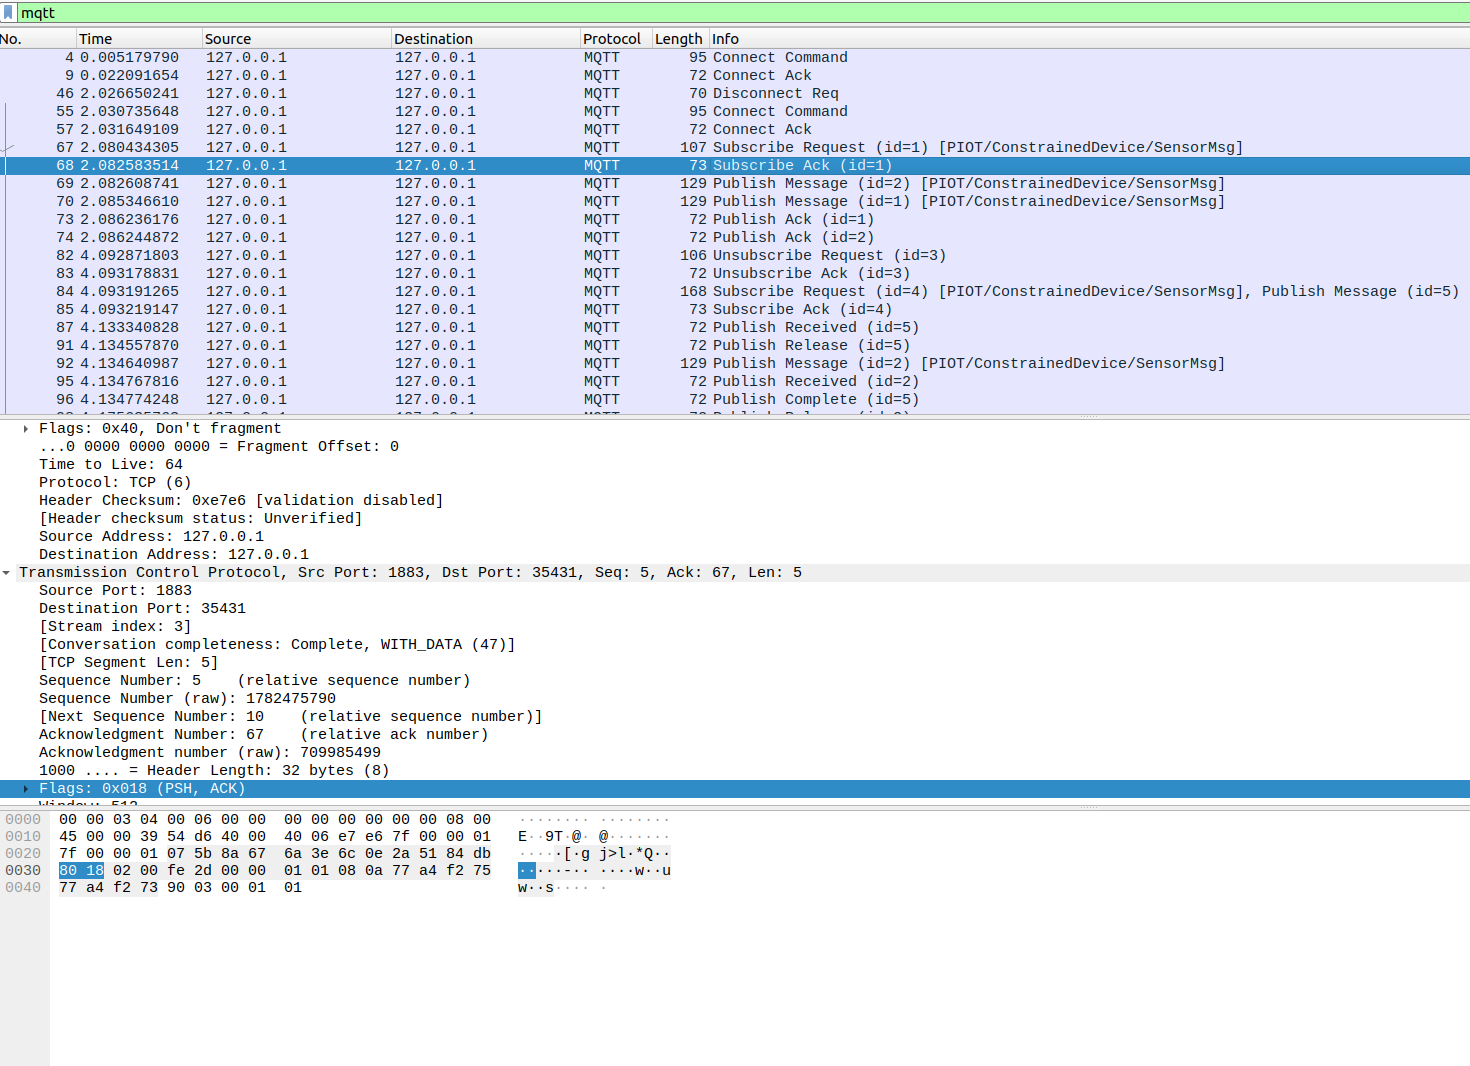 mqtt
No. Time Source Destination Protocol Length Info
4 0.005179790 127.0.0.1 127.0.0.1 MQTT 95 Connect Command
9 0.022091654 127.0.0.1 127.0.0.1 MQTT 72 Connect Ack
46 2.026650241 127.0.0.1 127.0.0.1 MQTT 70 Disconnect Req
55 2.030735648 127.0.0.1 127.0.0.1 MQTT 95 Connect Command
57 2.031649109 127.0.0.1 127.0.0.1 MQTT 72 Connect Ack
67 2.080434305 127.0.0.1 127.0.0.1 MQTT 107 Subscribe Request (id=1) [PIOT/ConstrainedDevice/SensorMsg]
68 2.082583514 127.0.0.1 127.0.0.1 MQTT 73 Subscribe Ack (id=1)
69 2.082608741 127.0.0.1 127.0.0.1 MQTT 129 Publish Message (id=2) [PIOT/ConstrainedDevice/SensorMsg]
70 2.085346610 127.0.0.1 127.0.0.1 MQTT 129 Publish Message (id=1) [PIOT/ConstrainedDevice/SensorMsg]
73 2.086236176 127.0.0.1 127.0.0.1 MQTT 72 Publish Ack (id=1)
74 2.086244872 127.0.0.1 127.0.0.1 MQTT 72 Publish Ack (id=2)
82 4.092871803 127.0.0.1 127.0.0.1 MQTT 106 Unsubscribe Request (id=3)
83 4.093178831 127.0.0.1 127.0.0.1 MQTT 72 Unsubscribe Ack (id=3)
84 4.093191265 127.0.0.1 127.0.0.1 MQTT 168 Subscribe Request (id=4) [PIOT/ConstrainedDevice/SensorMsg], Publish Message (id=5)
85 4.093219147 127.0.0.1 127.0.0.1 MQTT 73 Subscribe Ack (id=4)
87 4.133340828 127.0.0.1 127.0.0.1 MQTT 72 Publish Received (id=5)
91 4.134557870 127.0.0.1 127.0.0.1 MQTT 72 Publish Release (id=5)
92 4.134640987 127.0.0.1 127.0.0.1 MQTT 129 Publish Message (id=2) [PIOT/ConstrainedDevice/SensorMsg]
95 4.134767816 127.0.0.1 127.0.0.1 MQTT 72 Publish Received (id=2)
96 4.134774248 127.0.0.1 127.0.0.1 MQTT 72 Publish Complete (id=5)
Flags: 0x40, Don't fragment
...0 0000 0000 0000 = Fragment Offset: 0
Time to Live: 64
Protocol: TCP (6)
Header Checksum: 0xe7e6 [validation disabled]
[Header checksum status: Unverified]
Source Address: 127.0.0.1
Destination Address: 127.0.0.1
Transmission Control Protocol, Src Port: 1883, Dst Port: 35431, Seq: 5, Ack: 67, Len: 5
Source Port: 1883
Destination Port: 35431
[Stream index: 3]
[Conversation completeness: Complete, WITH_DATA (47)]
[TCP Segment Len: 5]
Sequence Number: 5    (relative sequence number)
Sequence Number (raw): 1782475790
[Next Sequence Number: 10    (relative sequence number)]
Acknowledgment Number: 67    (relative ack number)
Acknowledgment number (raw): 709985499
1000 .... = Header Length: 32 bytes (8)
Flags: 0x018 (PSH, ACK)
0000 00 00 03 04 00 06 00 00 00 00 00 00 00 00 08 00 ········ ········
0010 45 00 00 39 54 d6 40 00 40 06 e7 e6 7f 00 00 01 E··9T·@· @·······
0020 7f 00 00 01 07 5b 8a 67 6a 3e 6c 0e 2a 51 84 db ·····[·g j>l·*Q··
0030 80 18 02 00 fe 2d 00 00 01 01 08 0a 77 a4 f2 75 ·····-·· ····w··u
0040 77 a4 f2 73 90 03 00 01 01 w··s···· ·